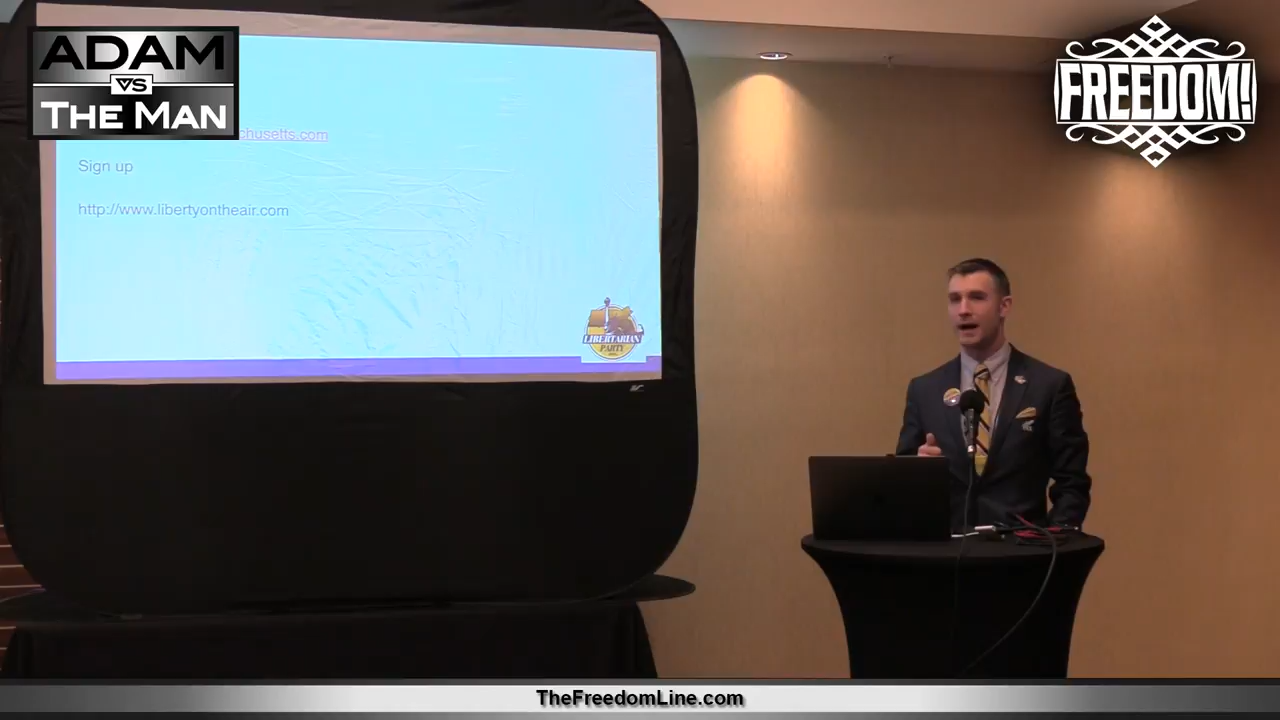 ADAM
VS
THE MAN
FREEDOM!
chusetts.com
Sign up
http://www.libertyontheair.com
LIBERTARIAN
PARTY
TheFreedomLine.com